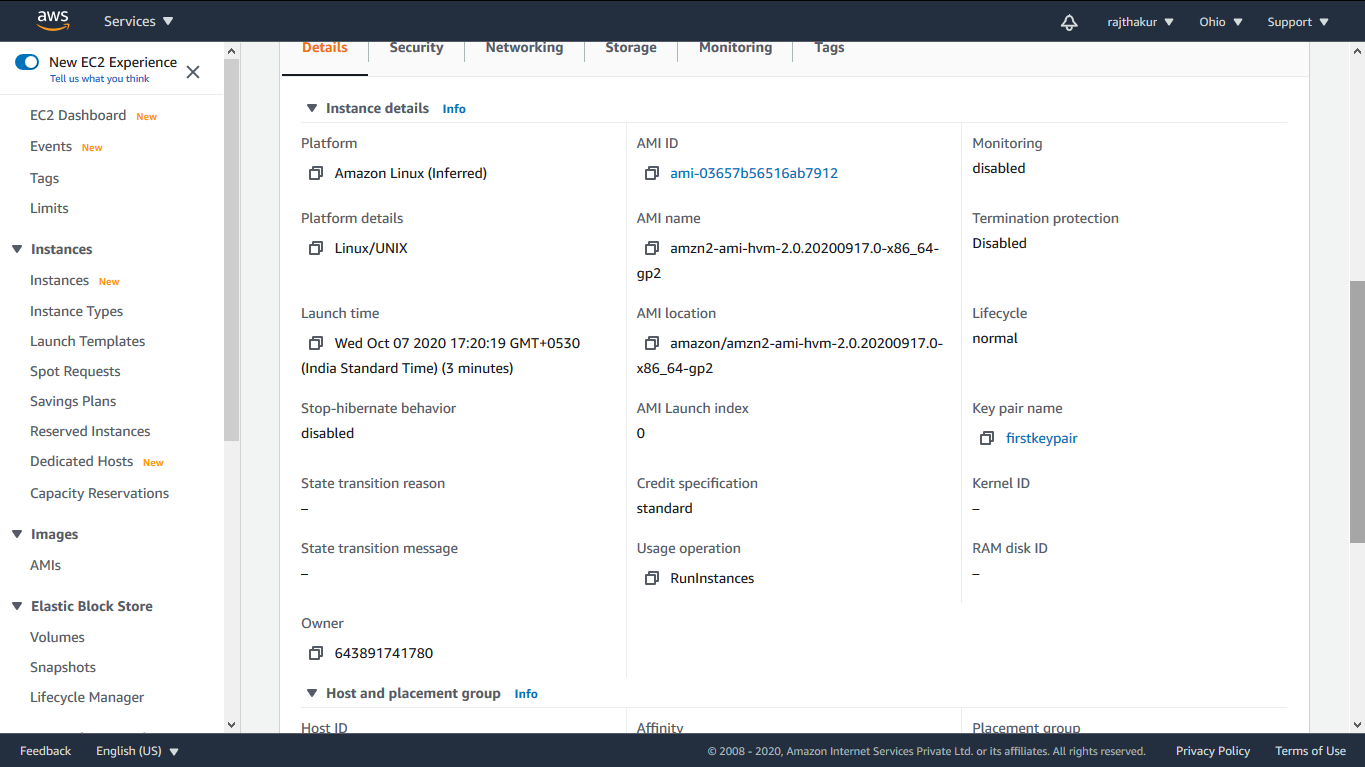 aws
Services
rajthakur
Ohio
Support
New EC2 Experience
Tell us what you think
EC2 Dashboard New
Events New
Tags
Limits
Instances
Instances New
Instance Types
Launch Templates
Spot Requests
Savings Plans
Reserved Instances
Dedicated Hosts New
Capacity Reservations
Images
AMIs
Elastic Block Store
Volumes
Snapshots
Lifecycle Manager
Details
Security
Networking
Storage
Monitoring
Tags
Instance details Info
Platform
Amazon Linux (Inferred)
AMI ID
ami-03657b56516ab7912
Monitoring
disabled
Platform details
Linux/UNIX
AMI name
amzn2-ami-hvm-2.0.20200917.0-x86_64-
gp2
Termination protection
Disabled
Launch time
Wed Oct 07 2020 17:20:19 GMT+0530
(India Standard Time) (3 minutes)
AMI location
amazon/amzn2-ami-hvm-2.0.20200917.0-
x86_64-gp2
Lifecycle
normal
Stop-hibernate behavior
disabled
AMI Launch index
0
Key pair name
firstkeypair
State transition reason
–
Credit specification
standard
Kernel ID
–
State transition message
–
Usage operation
RunInstances
RAM disk ID
–
Owner
643891741780
Host and placement group Info
Host ID
Affinity
Placement group
Feedback
English (US)
© 2008 - 2020, Amazon Internet Services Private Ltd. or its affiliates. All rights reserved.
Privacy Policy
Terms of Use